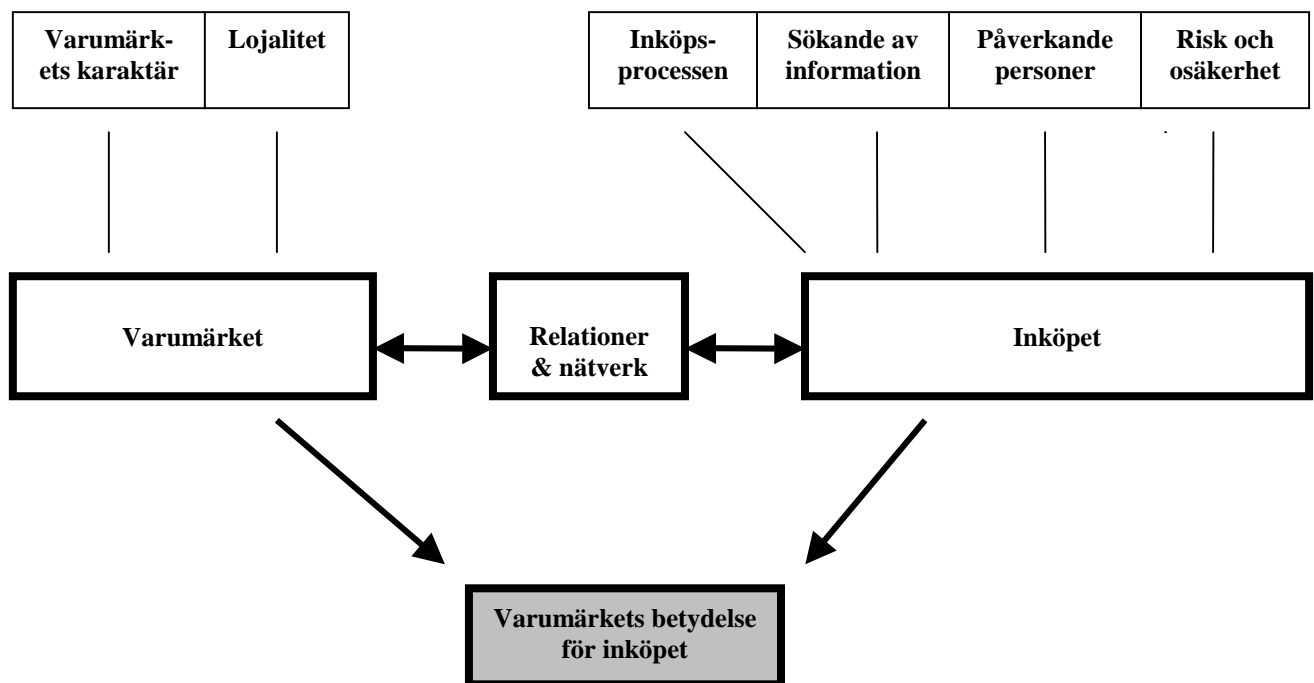 Varumärk-
ets karaktär
Lojalitet
Inköps-
processen
Sökande av
information
Påverkande
personer
Risk och
osäkerhet
Varumärket
Relationer
& nätverk
Inköpet
Varumärkets betydelse
för inköpet